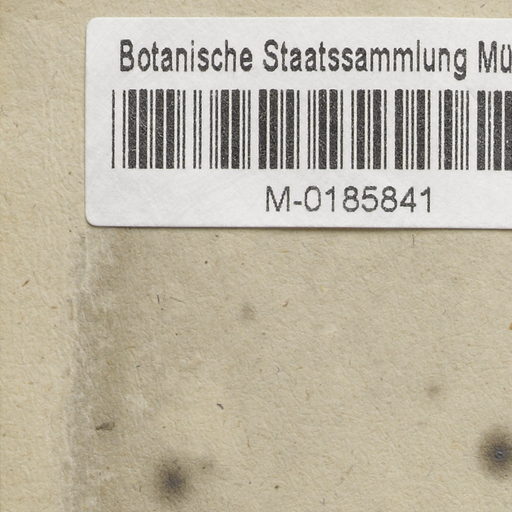 Botanische Staatssammlung Mü
M-0185841